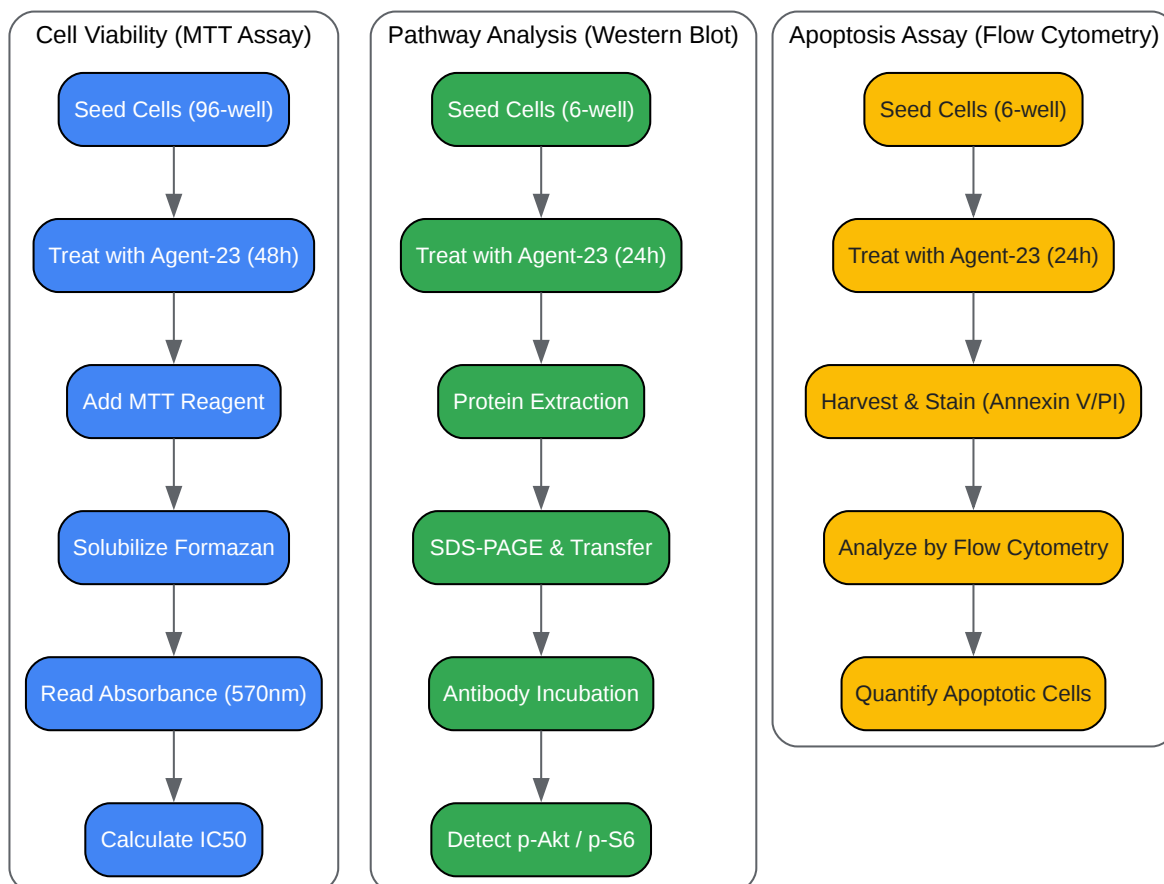 Cell Viability (MTT Assay)
Seed Cells (96-well)
Treat with Agent-23 (48h)
Add MTT Reagent
Solubilize Formazan
Read Absorbance (570nm)
Calculate IC50
Pathway Analysis (Western Blot)
Seed Cells (6-well)
Treat with Agent-23 (24h)
Protein Extraction
SDS-PAGE & Transfer
Antibody Incubation
Detect p-Akt / p-S6
Apoptosis Assay (Flow Cytometry)
Seed Cells (6-well)
Treat with Agent-23 (24h)
Harvest & Stain (Annexin V/PI)
Analyze by Flow Cytometry
Quantify Apoptotic Cells